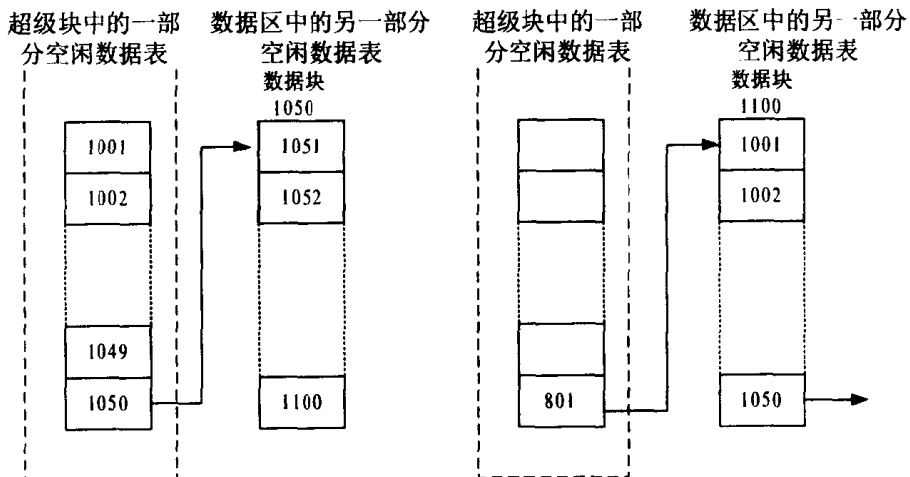 超级块中的一部
分空闲数据表
数据区中的另一部分
空闲数据表
数据块
1050
1001
1002
1049
1050
1051
1052
1100
超级块中的一部
分空闲数据表
数据区中的另一部分
空闲数据表
数据块
1100
801
1001
1002
1050